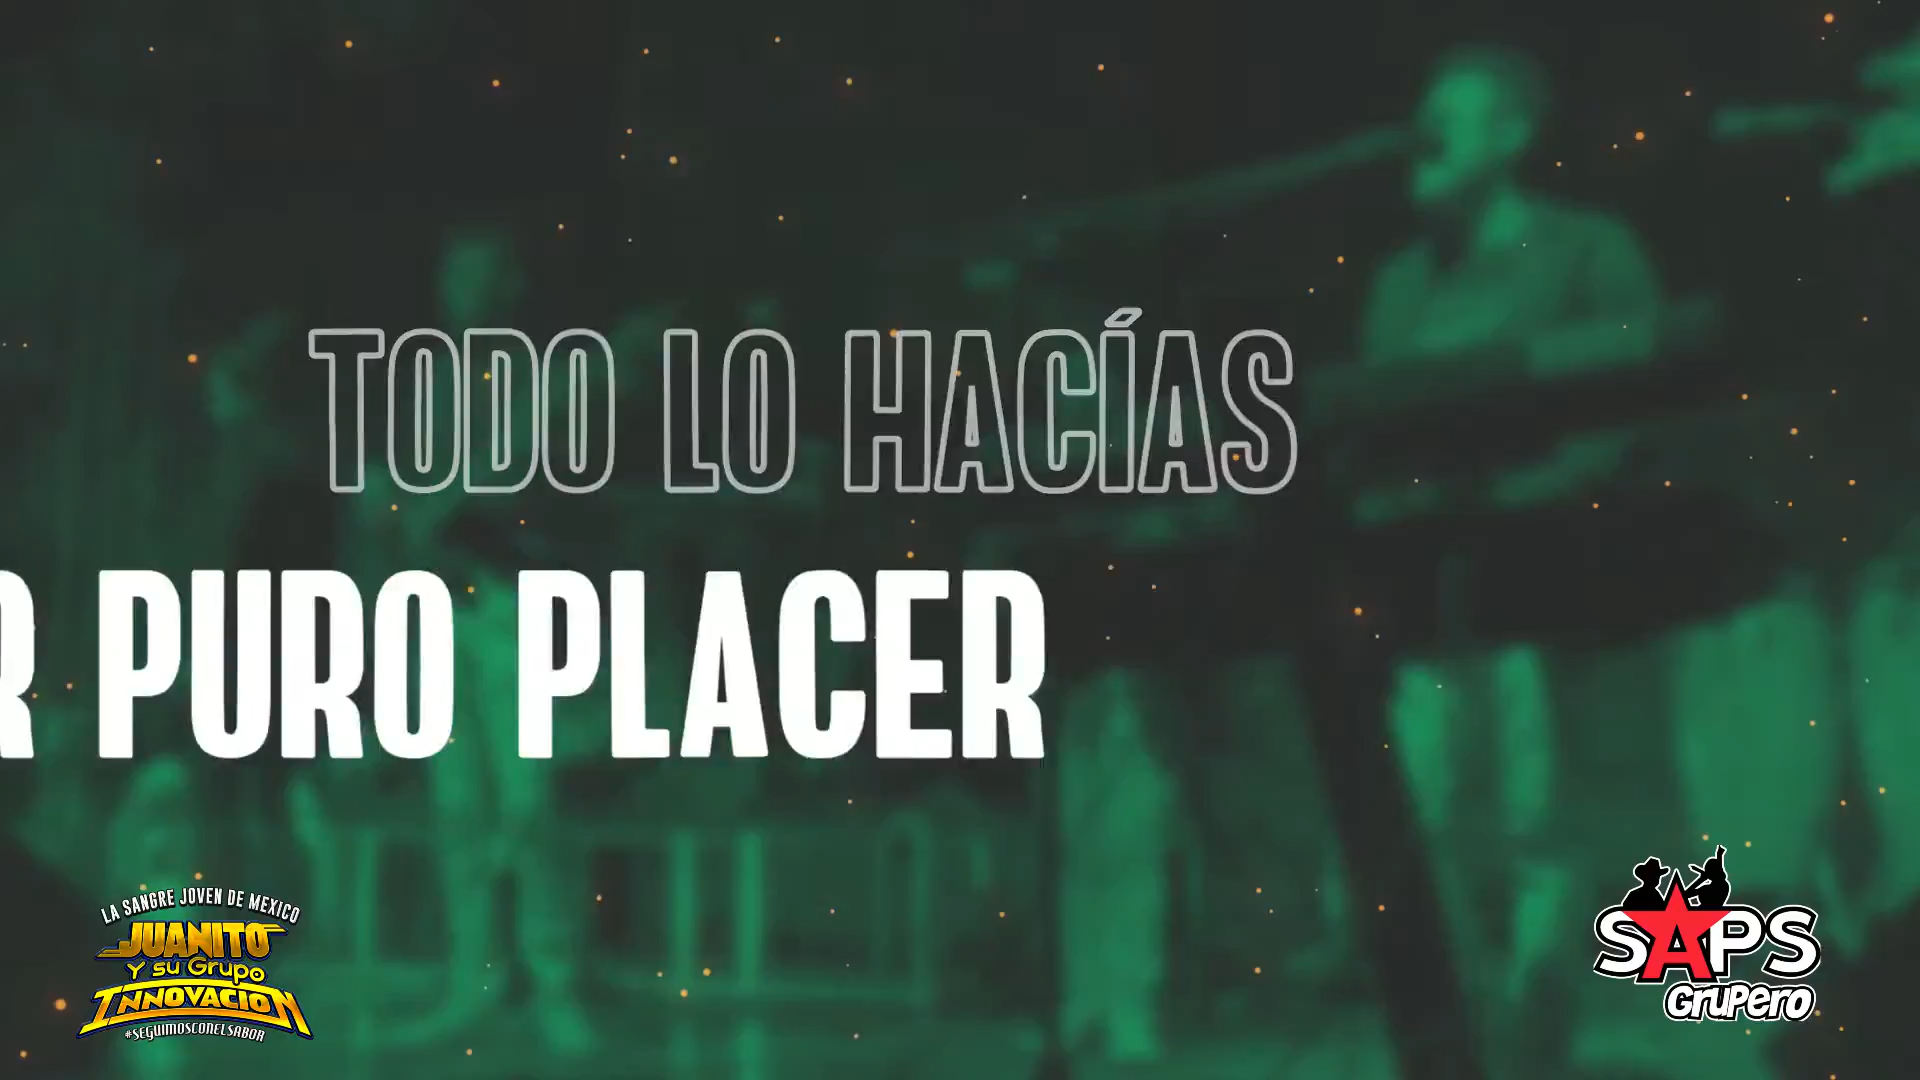 TODO LO HACÍAS
R PURO PLACER
LA SANGRE JOVEN DE MEXICO
JUANITO
Y su Grupo
INNOVACION
#SEGUIMOSCONELSABOR
SAPS
GruPero